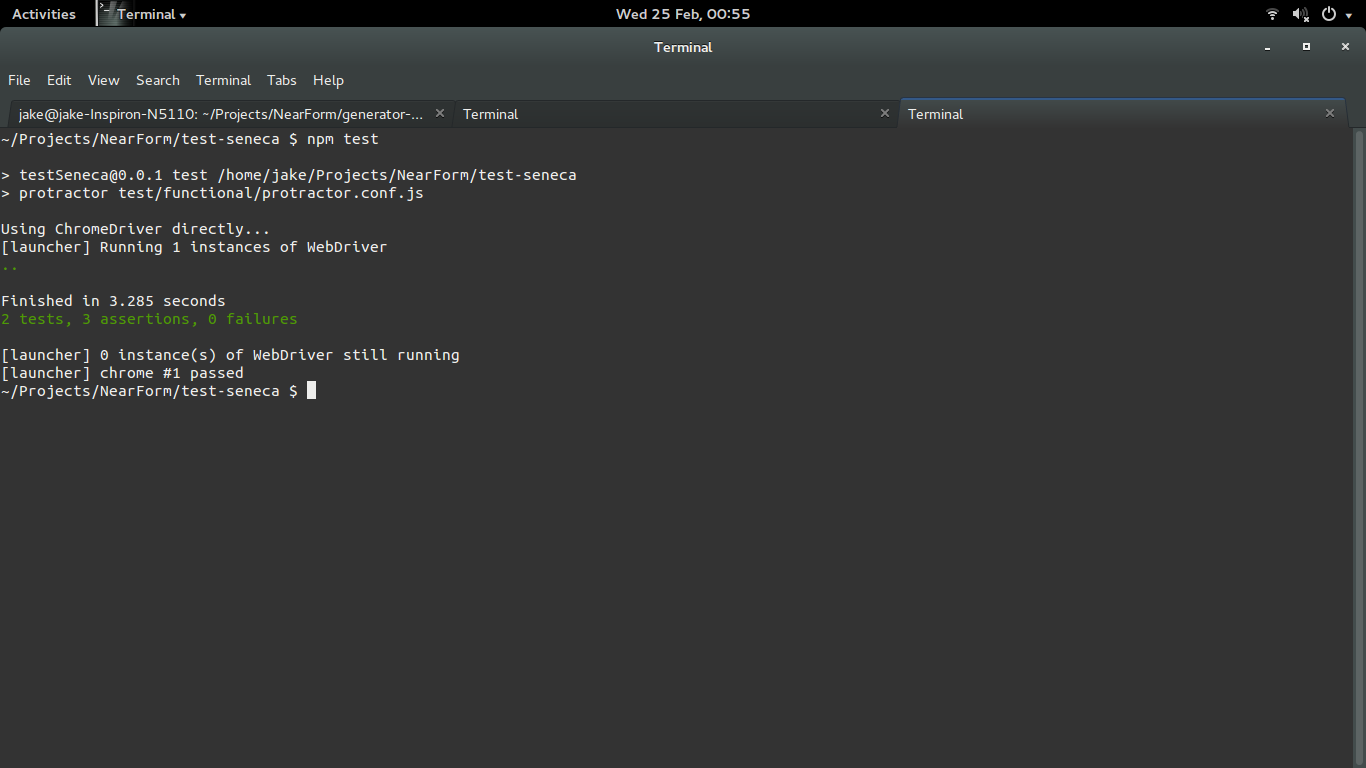 Activities
Terminal
Wed 25 Feb, 00:55
Terminal
File Edit View Search Terminal Tabs Help
jake@jake-Inspiron-N5110: ~/Projects/NearForm/generator-...
Terminal
Terminal
~/Projects/NearForm/test-seneca $ npm test
> testSeneca@0.0.1 test /home/jake/Projects/NearForm/test-seneca
> protractor test/functional/protractor.conf.js
Using ChromeDriver directly...
[launcher] Running 1 instances of WebDriver
..
Finished in 3.285 seconds
2 tests, 3 assertions, 0 failures
[launcher] 0 instance(s) of WebDriver still running
[launcher] chrome #1 passed
~/Projects/NearForm/test-seneca $